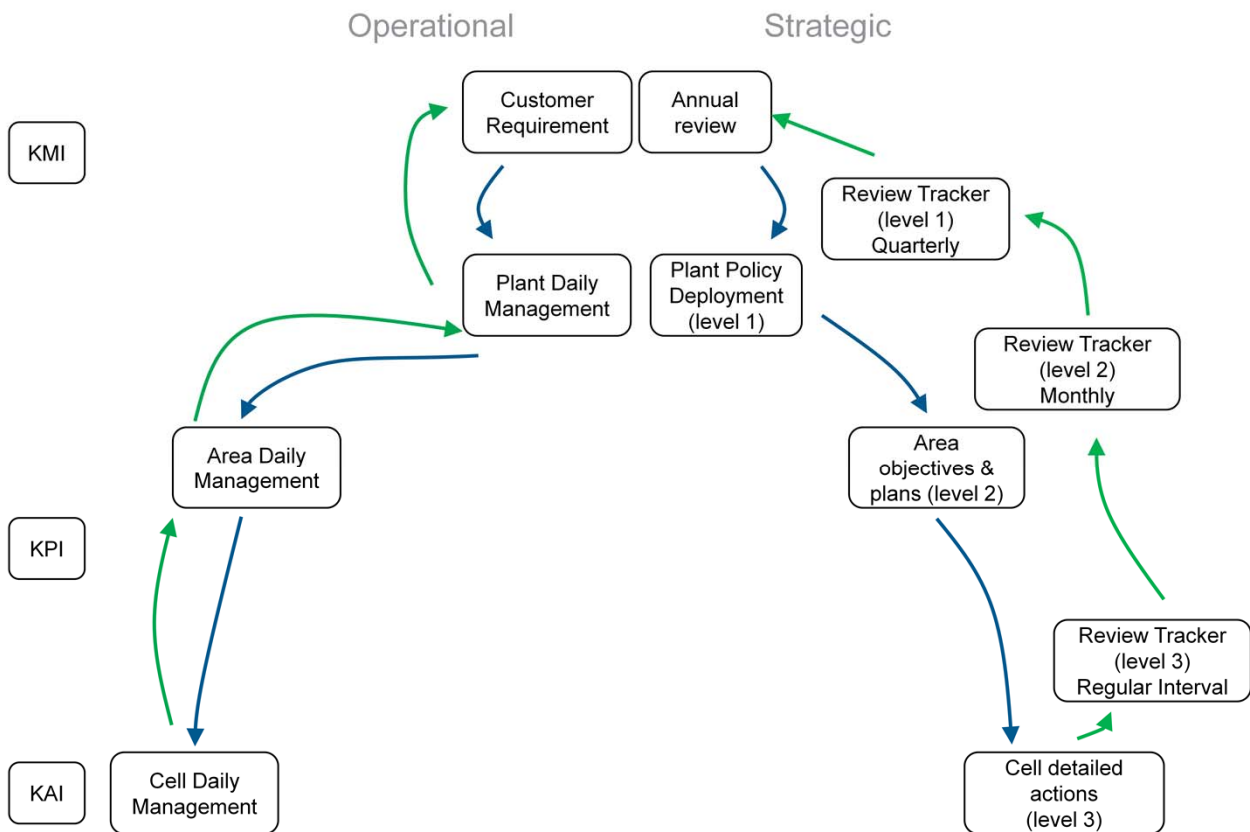 Operational
Strategic
Customer
Requirement
Annual
review
KMI
Review Tracker
(level 1)
Quarterly
Plant Daily
Management
Plant Policy
Deployment
(level 1)
Review Tracker
(level 2)
Monthly
Area Daily
Management
Area
objectives &
plans (level 2)
KPI
Review Tracker
(level 3)
Regular Interval
KAI
Cell Daily
Management
Cell detailed
actions
(level 3)